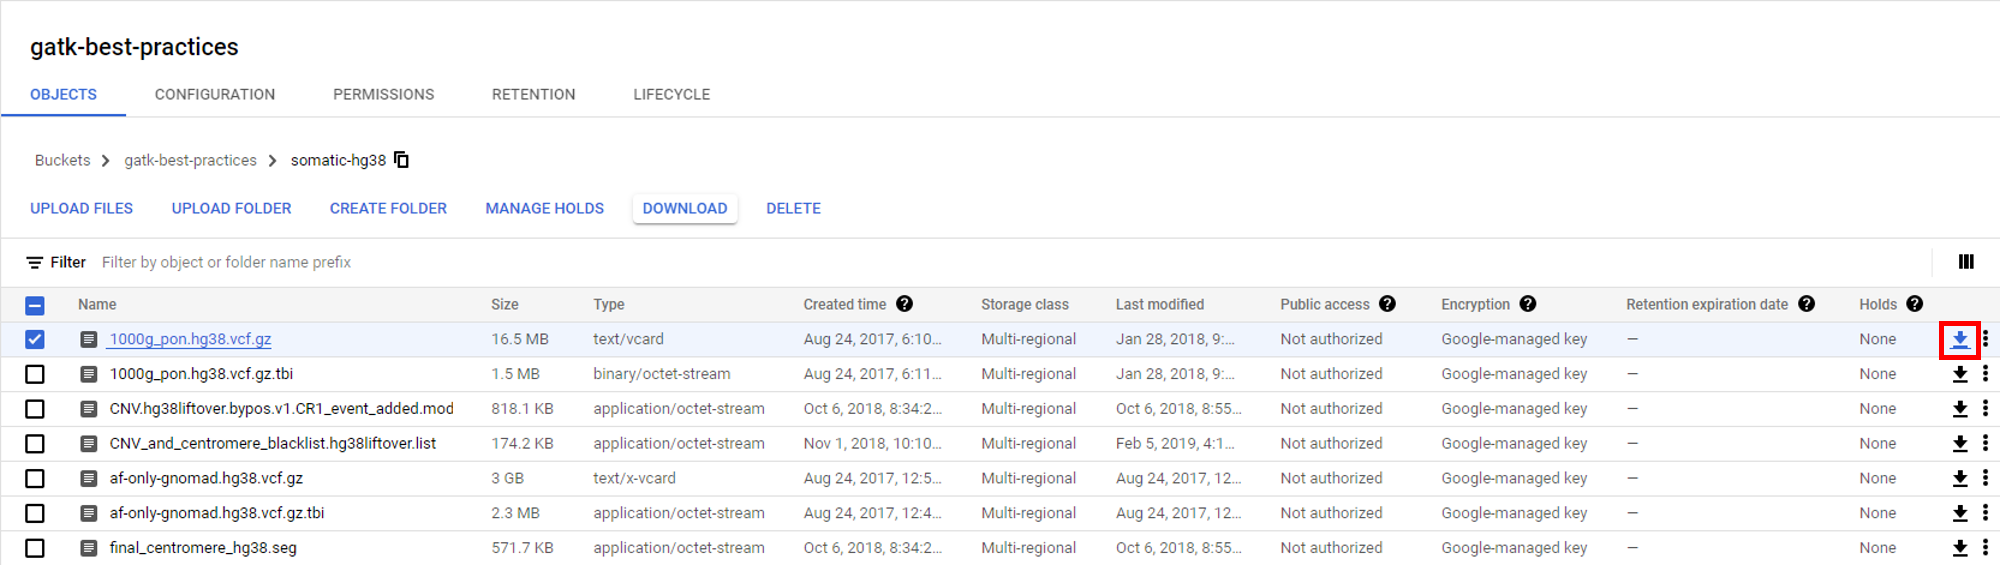 gatk-best-practices
OBJECTS CONFIGURATION PERMISSIONS RETENTION LIFECYCLE
Buckets gatk-best-practices somatic-hg38
UPLOAD FILES UPLOAD FOLDER CREATE FOLDER MANAGE HOLDS DOWNLOAD DELETE
Filter Filter by object or folder name prefix
Name Size Type Created time ? Storage class Last modified Public access ? Encryption ? Retention expiration date ? Holds ?
1000g_pon.hg38.vcf.gz 16.5 MB text/vcard Aug 24, 2017, 6:10... Multi-regional Jan 28, 2018, 9:... Not authorized Google-managed key — None
1000g_pon.hg38.vcf.gz.tbi 1.5 MB binary/octet-stream Aug 24, 2017, 6:11... Multi-regional Jan 28, 2018, 9:... Not authorized Google-managed key — None
CNV.hg38liftover.bypos.v1.CR1_event_added.mod 818.1 KB application/octet-stream Oct 6, 2018, 8:34:2... Multi-regional Oct 6, 2018, 8:55... Not authorized Google-managed key — None
CNV_and_centromere_blacklist.hg38liftover.list 174.2 KB application/octet-stream Nov 1, 2018, 10:10... Multi-regional Feb 5, 2019, 4:1... Not authorized Google-managed key — None
af-only-gnomad.hg38.vcf.gz 3 GB text/x-vcard Aug 24, 2017, 12:5... Multi-regional Aug 24, 2017, 12... Not authorized Google-managed key — None
af-only-gnomad.hg38.vcf.gz.tbi 2.3 MB application/octet-stream Aug 24, 2017, 12:4... Multi-regional Aug 24, 2017, 12... Not authorized Google-managed key — None
final_centromere_hg38.seg 571.7 KB application/octet-stream Oct 6, 2018, 8:34:2... Multi-regional Oct 6, 2018, 8:55... Not authorized Google-managed key — None